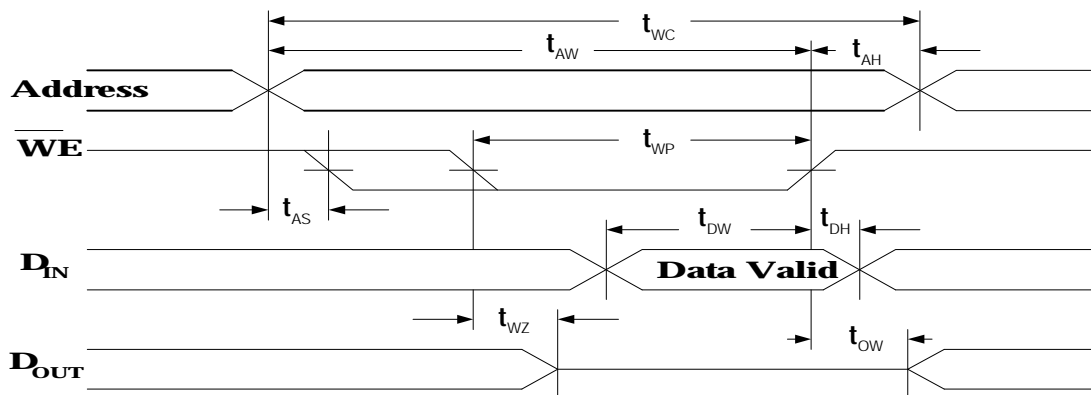 tWC
tAW
tAH
Address
WE
tWP
tAS
tDW
tDH
DIN
Data Valid
tWZ
tOW
DOUT